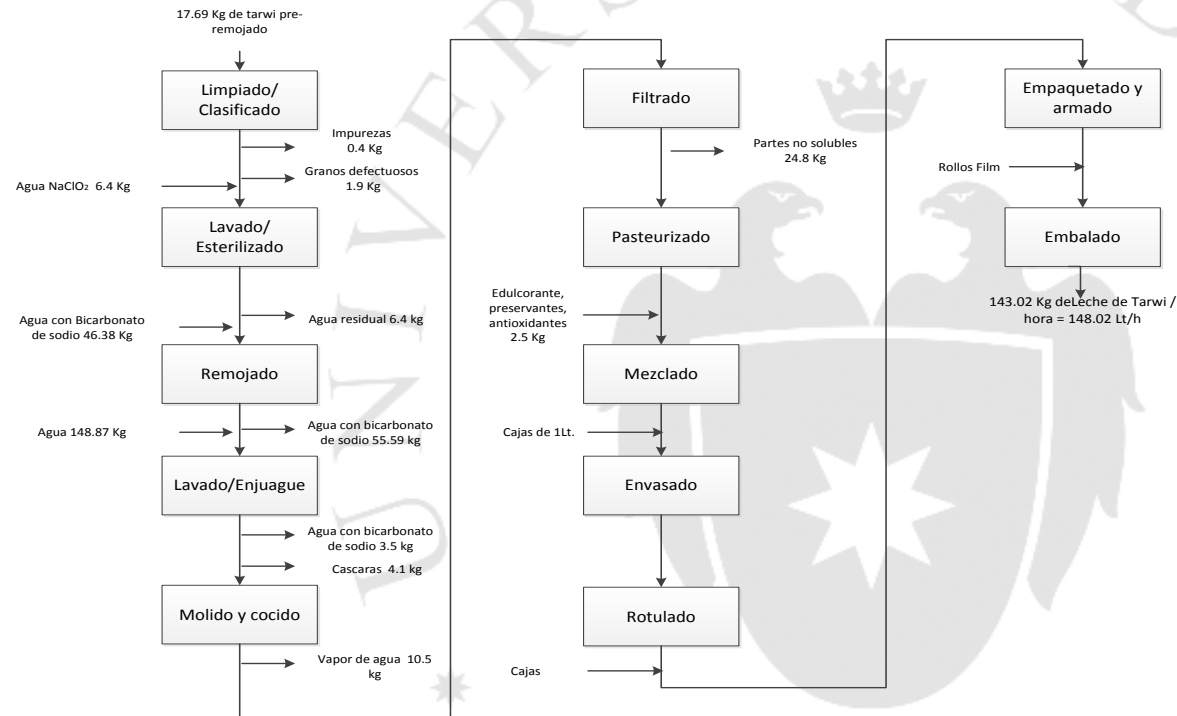 17.69 Kg de tarwi pre-
remojado
Limpiado/
Clasificado
Impurezas
0.4 Kg
Granos defectuosos
1.9 Kg
Agua NaClO₂ 6.4 Kg
Lavado/
Esterilizado
Agua residual 6.4 kg
Agua con Bicarbonato
de sodio 46.38 Kg
Remojado
Agua con bicarbonato
de sodio 55.59 kg
Agua 148.87 Kg
Lavado/Enjuague
Agua con bicarbonato
de sodio 3.5 kg
Cascaras 4.1 kg
Molido y cocido
Vapor de agua 10.5
kg
Filtrado
Partes no solubles
24.8 Kg
Pasteurizado
Edulcorante,
preservantes,
antioxidantes
2.5 Kg
Mezclado
Cajas de 1Lt.
Envasado
Rotulado
Cajas
Empaquetado y
armado
Rollos Film
Embalado
143.02 Kg deLeche de Tarwi /
hora = 148.02 Lt/h
UNIVERS